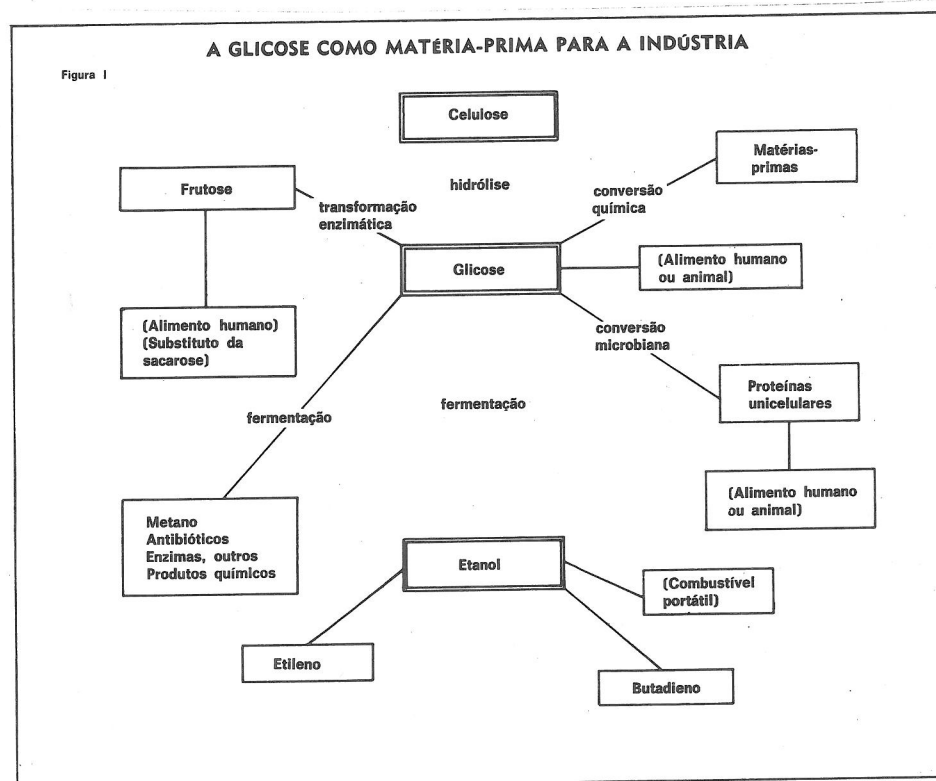 A GLICOSE COMO MATÉRIA-PRIMA PARA A INDÚSTRIA
Figura I
Celulose
Matérias-
primas
hidrólise
Frutose
conversão
química
transformação
enzimática
Glicose
(Alimento humano
ou animal)
(Alimento humano)
(Substituto da
sacarose)
conversão
microbiana
Proteínas
unicelulares
fermentação
fermentação
(Alimento humano
ou animal)
Metano
Antibióticos
Enzimas, outros
Produtos químicos
Etanol
(Combustível
portátil)
Etileno
Butadieno